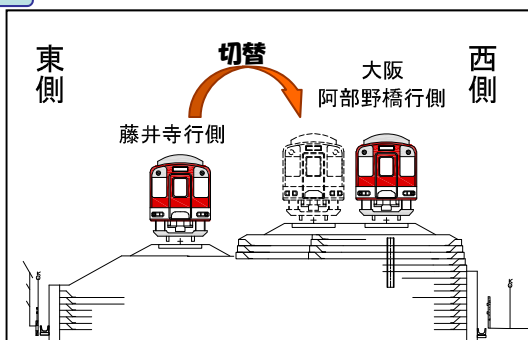 東側
切替
大阪
阿部野橋行側
西側
藤井寺行側